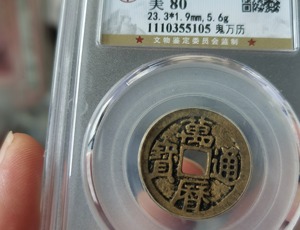 美 80
23.3*1.9mm,5.6g
1110355105 鬼万历
★ 文物鉴定委员会监制 ★
萬曆通寶